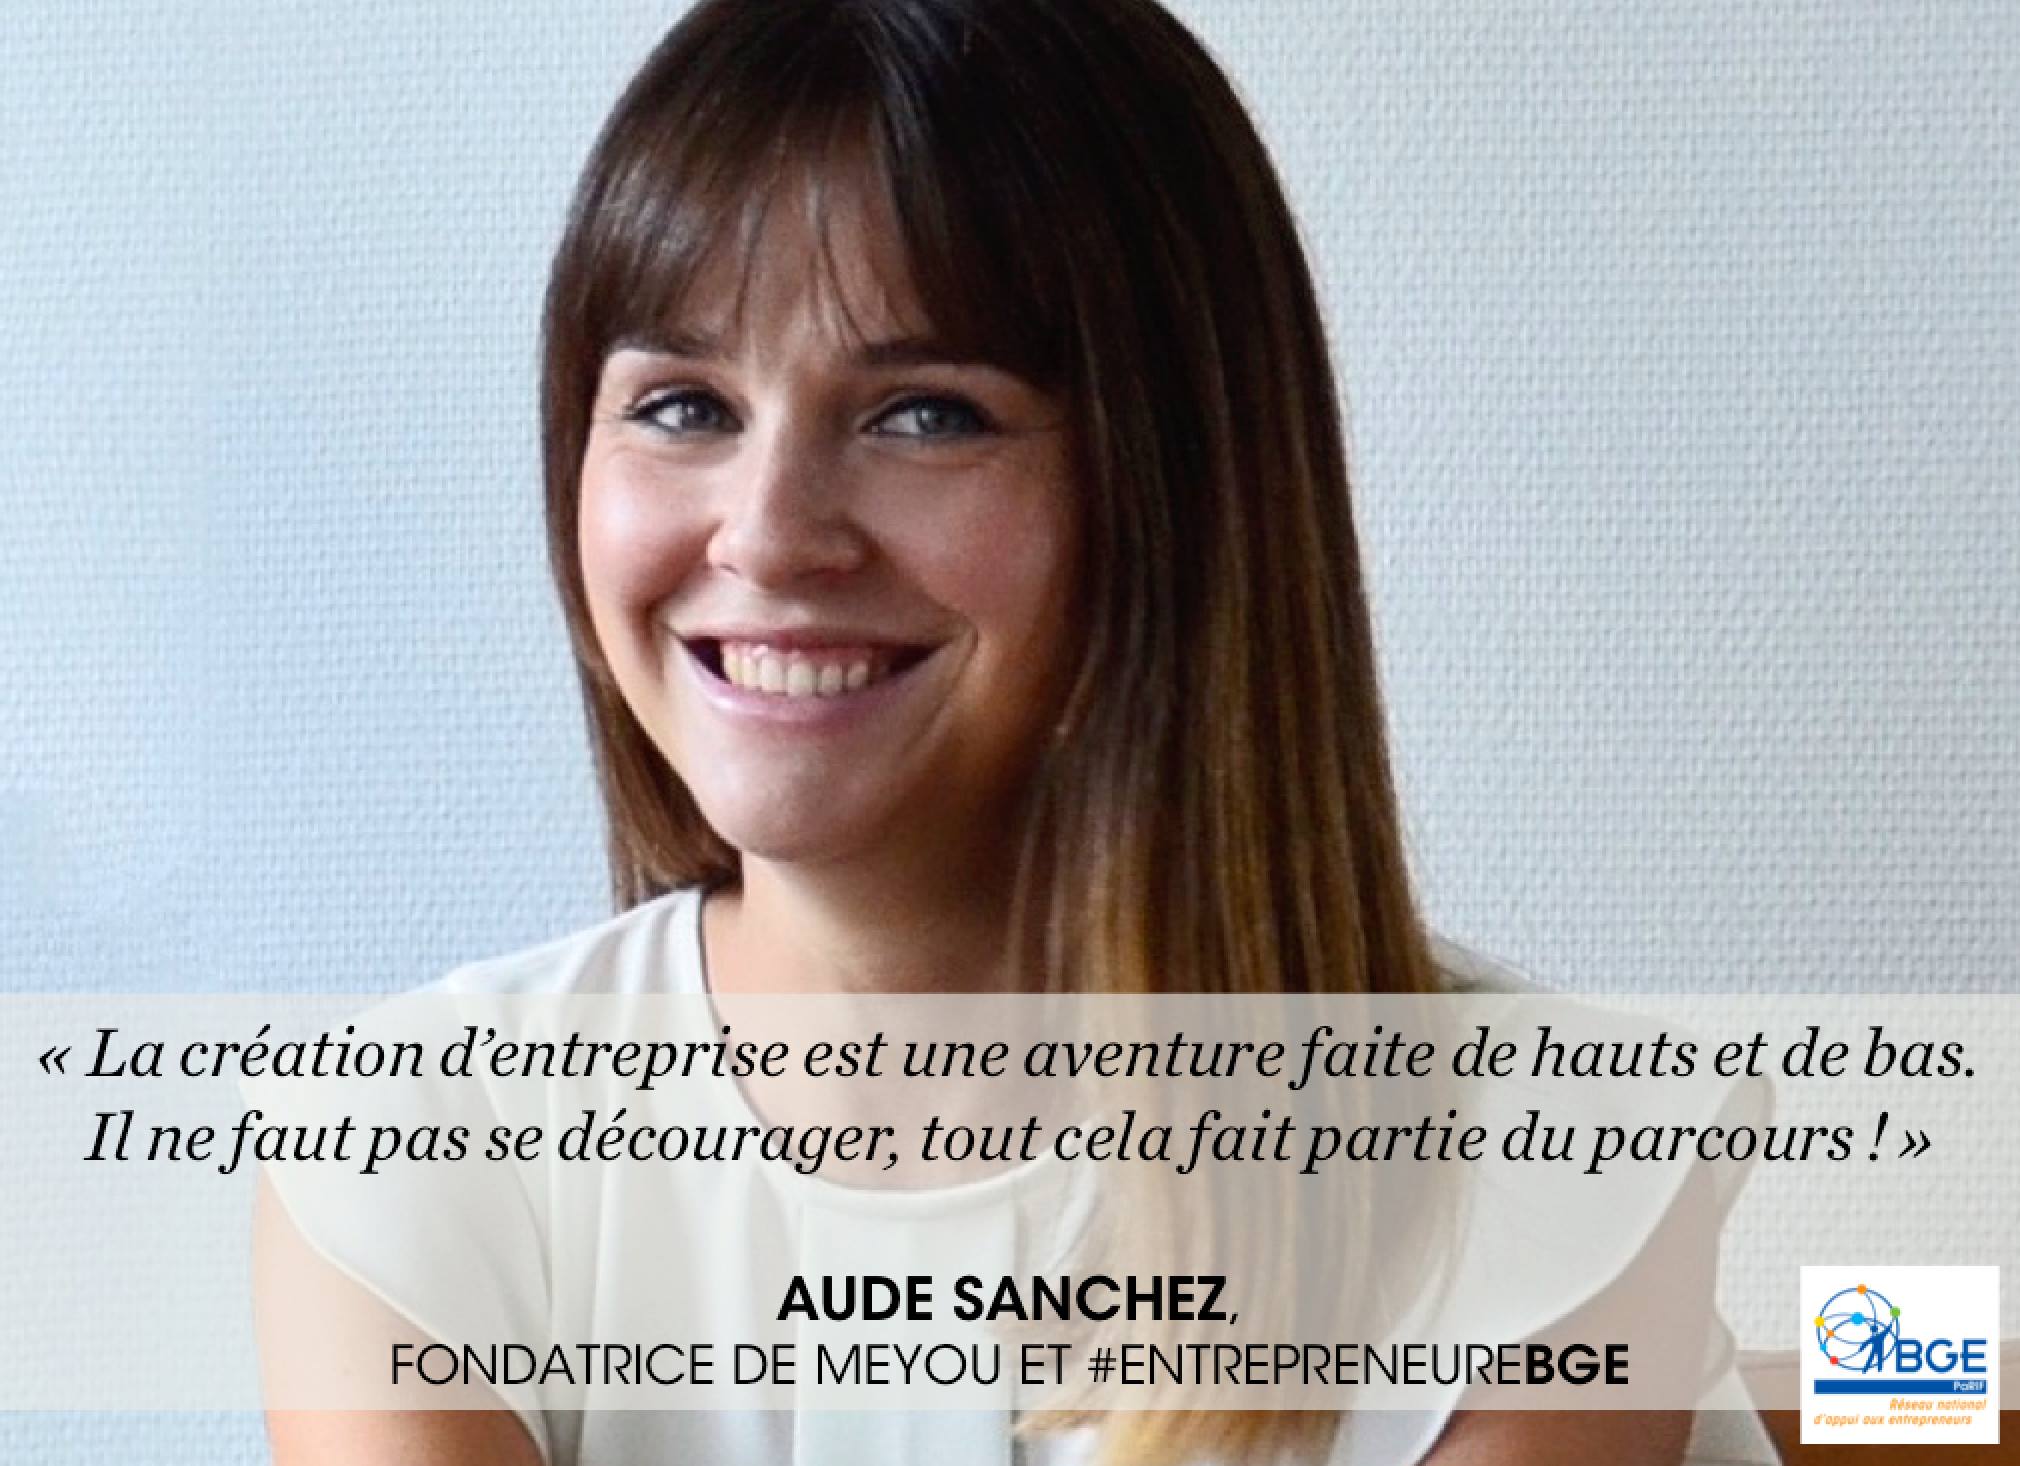 « La création d’entreprise est une aventure faite de hauts et de bas.
Il ne faut pas se décourager, tout cela fait partie du parcours ! »
AUDE SANCHEZ,
FONDATRICE DE MEYOU ET #ENTREPRENEUREBGE
BGE
PaRIF
Réseau national
d'appui aux entrepreneurs